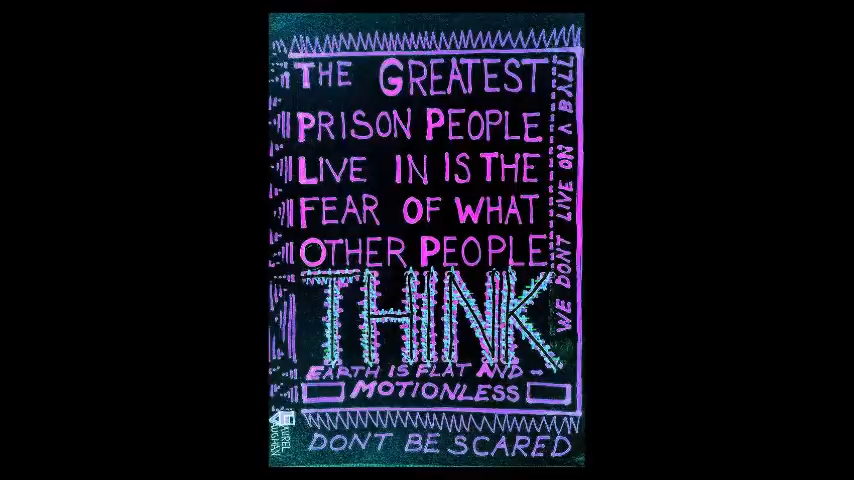 THE GREATEST
PRISON PEOPLE
LIVE IN IS THE
FEAR OF WHAT
OTHER PEOPLE
THINK
EARTH IS FLAT AND -
MOTIONLESS
DONT BE SCARED
WE DONT LIVE ON A BALL